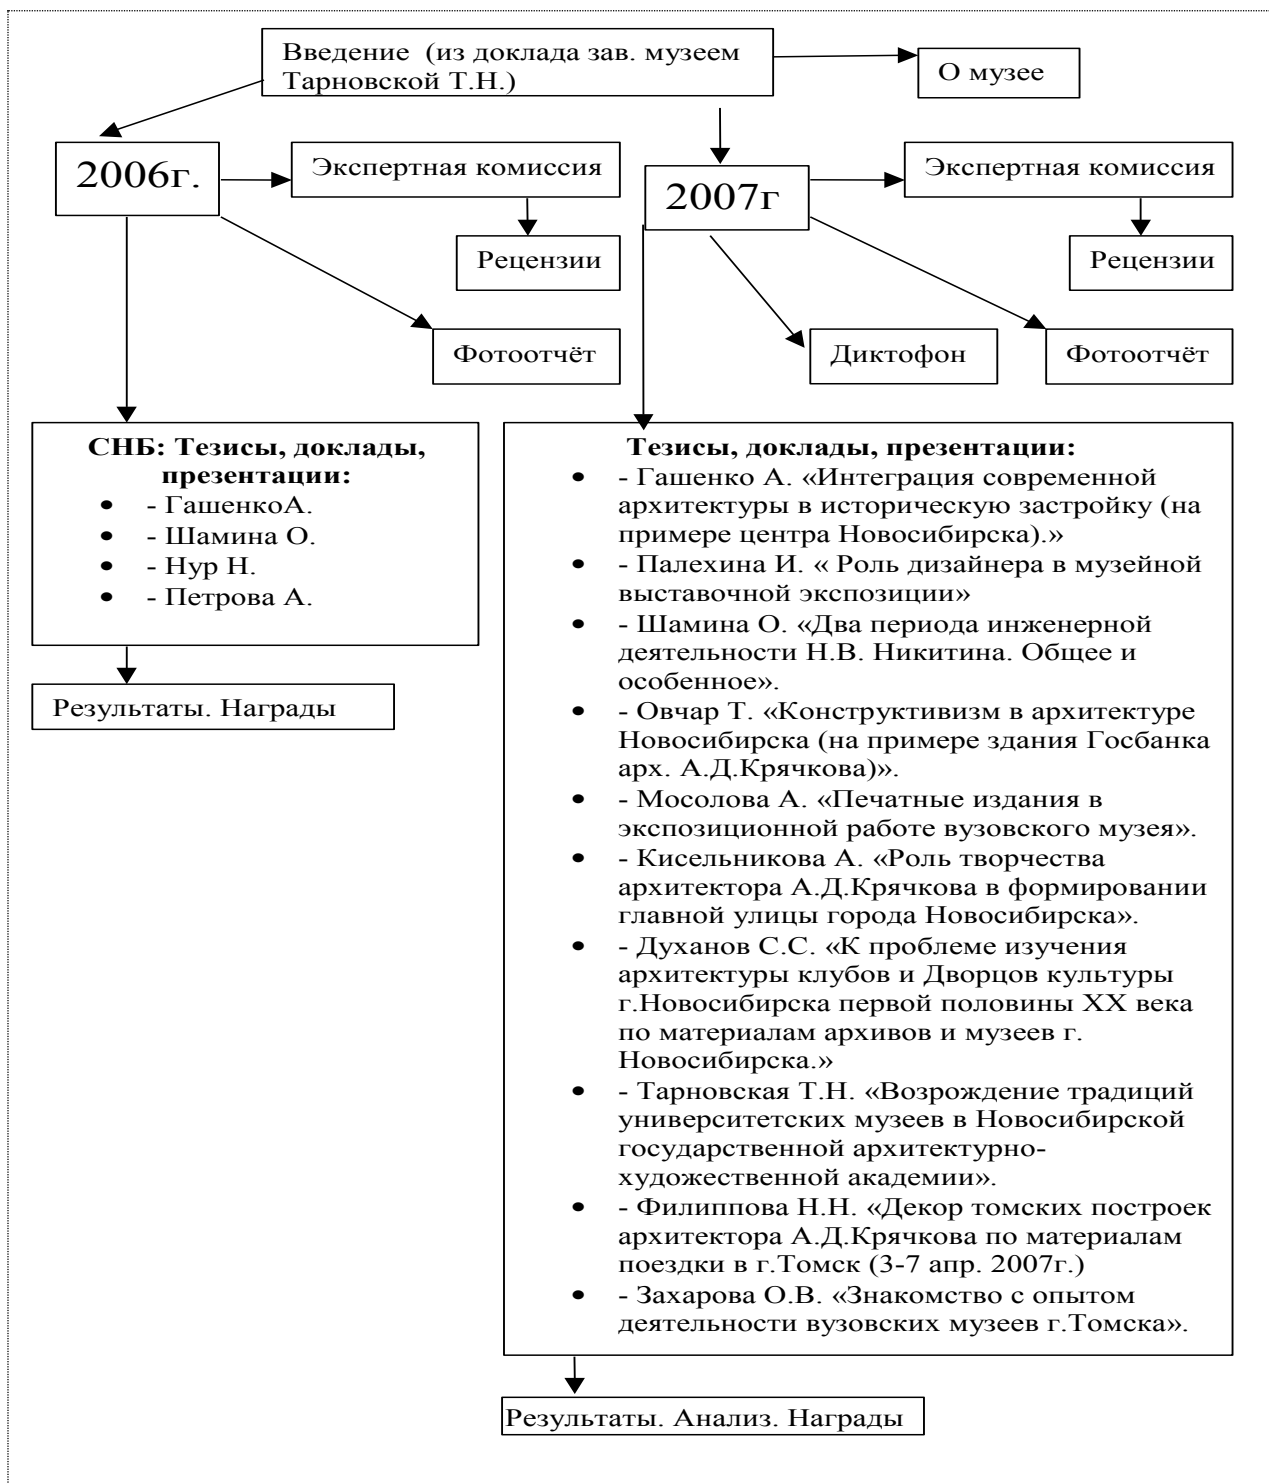 Введение  (из доклада зав. музеем
Тарновской Т.Н.)
О музее
2006г.
Экспертная комиссия
Рецензии
Фотоотчёт
2007г
Экспертная комиссия
Рецензии
Диктофон
Фотоотчёт
СНБ: Тезисы, доклады,
презентации:
• - ГашенкоА.
• - Шамина О.
• - Нур Н.
• - Петрова А.
Результаты. Награды
Тезисы, доклады, презентации:
• - Гашенко А. «Интеграция современной
архитектуры в историческую застройку (на
примере центра Новосибирска).»
• - Палехина И. « Роль дизайнера в музейной
выставочной экспозиции»
• - Шамина О. «Два периода инженерной
деятельности Н.В. Никитина. Общее и
особенное».
• - Овчар Т. «Конструктивизм в архитектуре
Новосибирска (на примере здания Госбанка
арх. А.Д.Крячкова)».
• - Мосолова А. «Печатные издания в
экспозиционной работе вузовского музея».
• - Кисельникова А. «Роль творчества
архитектора А.Д.Крячкова в формировании
главной улицы города Новосибирска».
• - Духанов С.С. «К проблеме изучения
архитектуры клубов и Дворцов культуры
г.Новосибирска первой половины XX века
по материалам архивов и музеев г.
Новосибирска.»
• - Тарновская Т.Н. «Возрождение традиций
университетских музеев в Новосибирской
государственной архитектурно-
художественной академии».
• - Филиппова Н.Н. «Декор томских построек
архитектора А.Д.Крячкова по материалам
поездки в г.Томск (3-7 апр. 2007г.)
• - Захарова О.В. «Знакомство с опытом
деятельности вузовских музеев г.Томска».
Результаты. Анализ. Награды